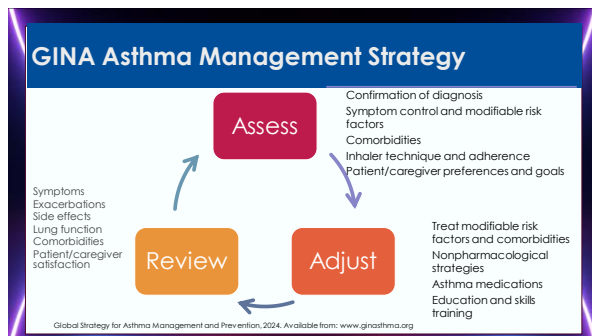 GINA Asthma Management Strategy
Assess
Confirmation of diagnosis
Symptom control and modifiable risk
factors
Comorbidities
Inhaler technique and adherence
Patient/caregiver preferences and goals
Symptoms
Exacerbations
Side effects
Lung function
Comorbidities
Patient/caregiver
satisfaction
Review
Adjust
Treat modifiable risk
factors and comorbidities
Nonpharmacological
strategies
Asthma medications
Education and skills
training
Global Strategy for Asthma Management and Prevention, 2024. Available from: www.ginasthma.org